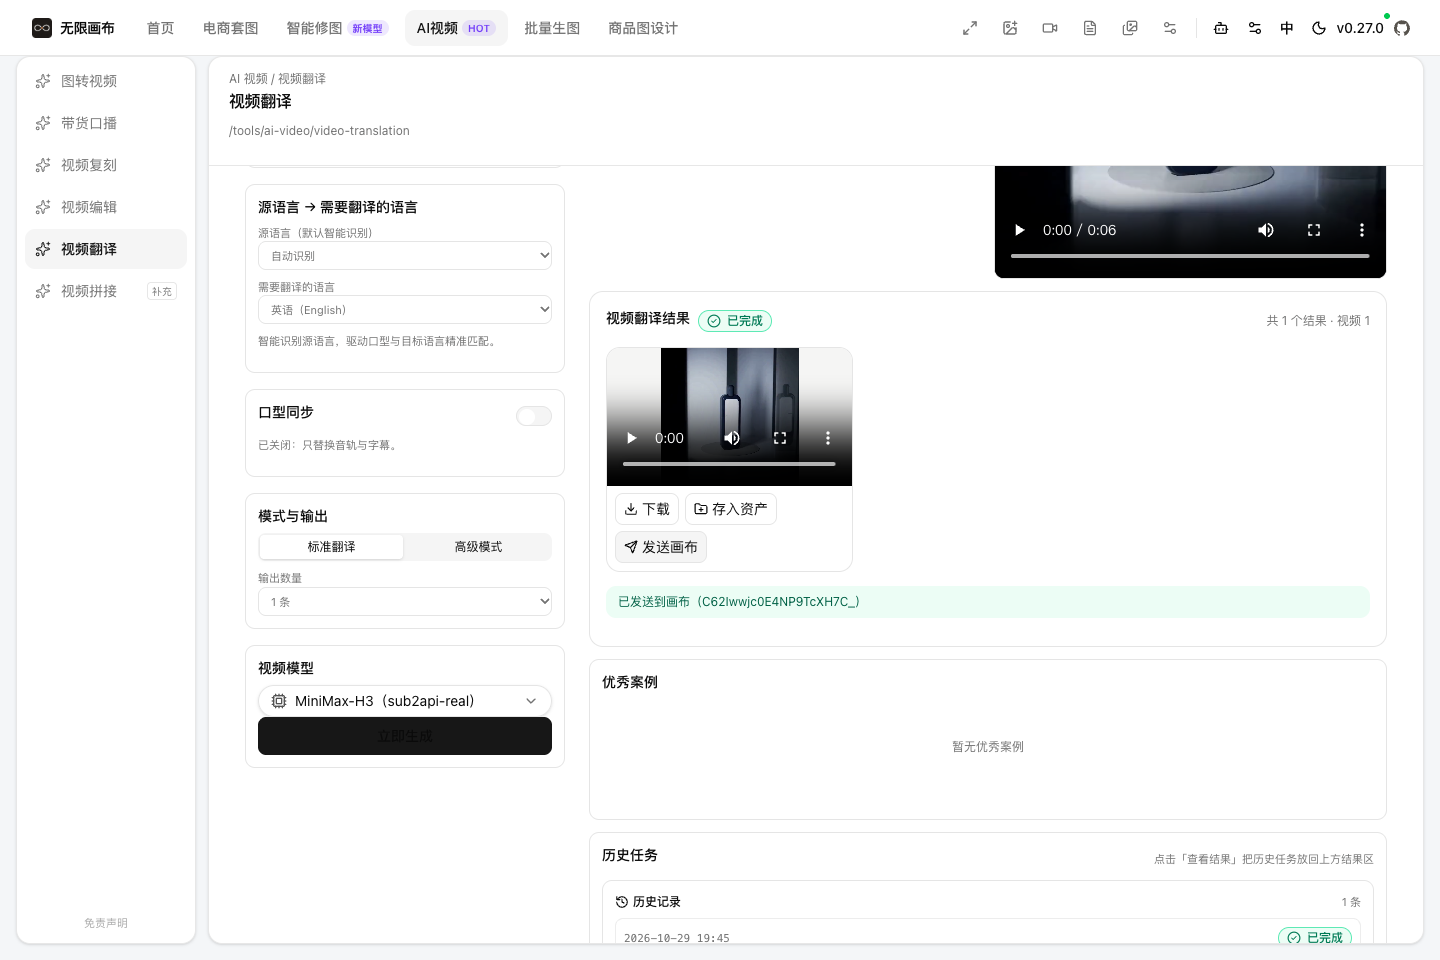 无限画布
首页
电商套图
智能修图 新模型
AI视频 HOT
批量生图
商品图设计
中
v0.27.0
图转视频
带货口播
视频复刻
视频编辑
视频翻译
视频拼接 补充
免责声明
AI 视频 / 视频翻译
视频翻译
/tools/ai-video/video-translation
源语言 → 需要翻译的语言
源语言（默认智能识别）
自动识别
需要翻译的语言
英语（English）
智能识别源语言，驱动口型与目标语言精准匹配。
口型同步
已关闭：只替换音轨与字幕。
模式与输出
标准翻译
高级模式
输出数量
1 条
视频模型
MiniMax-H3（sub2api-real）
立即生成
0:00 / 0:06
视频翻译结果 已完成
共 1 个结果 · 视频 1
0:00
下载
存入资产
发送画布
已发送到画布（C62lwwjc0E4NP9TcXH7C_）
优秀案例
暂无优秀案例
历史任务
点击「查看结果」把历史任务放回上方结果区
历史记录
1 条
2026-10-29 19:45
已完成